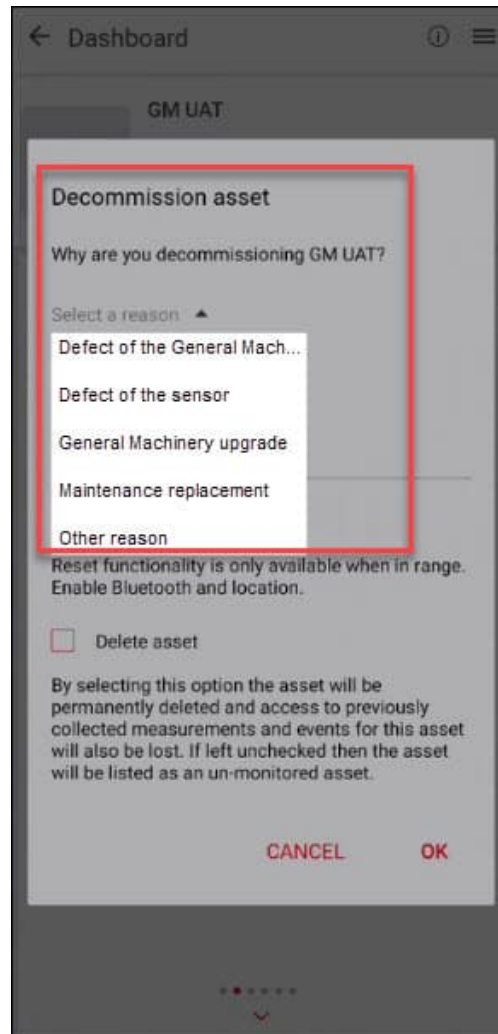 Dashboard
GM UAT
Decommission asset
Why are you decommissioning GM UAT?
Select a reason
Defect of the General Mach...
Defect of the sensor
General Machinery upgrade
Maintenance replacement
Other reason
Reset functionality is only available when in range.
Enable Bluetooth and location.
Delete asset
By selecting this option the asset will be
permanently deleted and access to previously
collected measurements and events for this asset
will also be lost. If left unchecked then the asset
will be listed as an un-monitored asset.
CANCEL OK